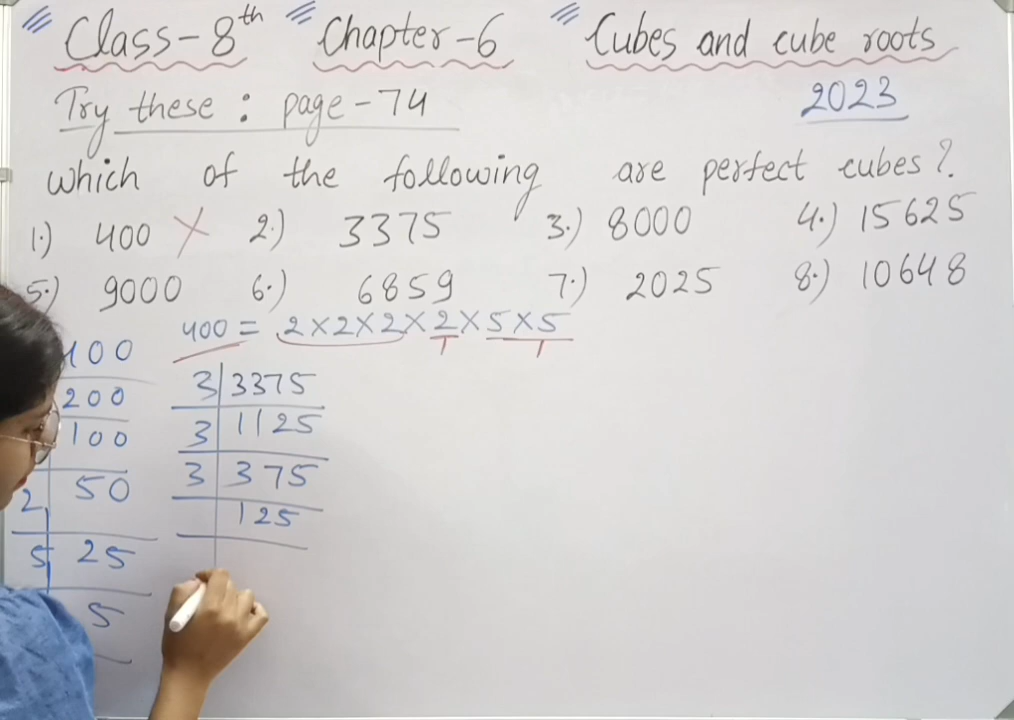 Class-8th Chapter-6 Cubes and cube roots
Try these : page-74 2023
which of the following are perfect cubes?
1.) 400 ✗ 2.) 3375 3.) 8000 4.) 15625
5.) 9000 6.) 6859 7.) 2025 8.) 10648
400 = 2×2×2×2×5×5
400
200
100
2 50
5 25
5
3 3375
3 1125
3 375
125